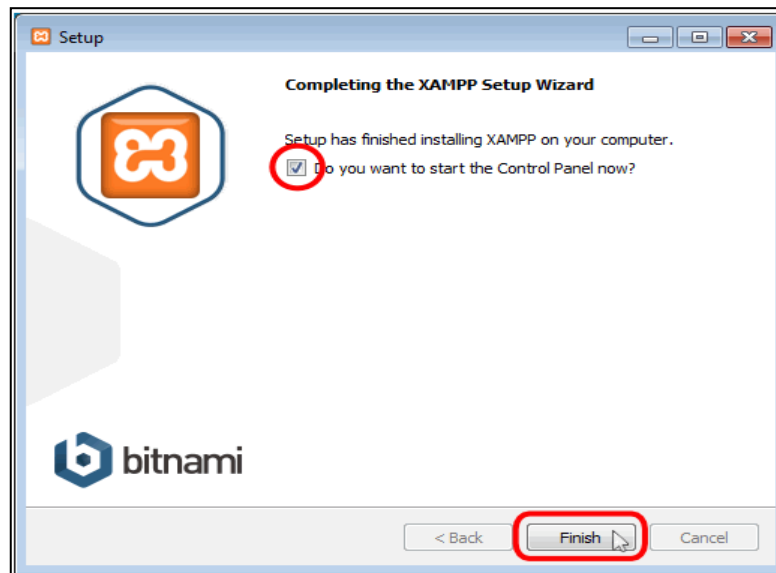 Setup
Completing the XAMPP Setup Wizard
Setup has finished installing XAMPP on your computer.
Do you want to start the Control Panel now?
bitnami
< Back
Finish
Cancel